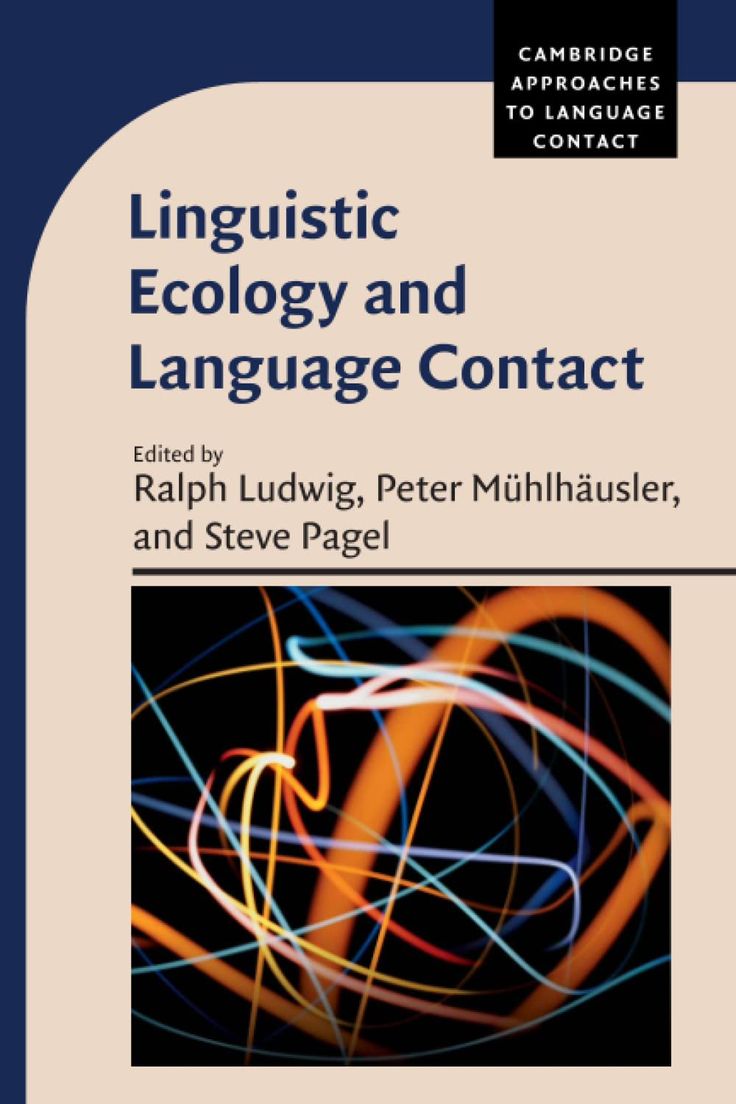 CAMBRIDGE
APPROACHES
TO LANGUAGE
CONTACT
Linguistic
Ecology and
Language Contact
Edited by
Ralph Ludwig, Peter Mühlhäusler,
and Steve Pagel